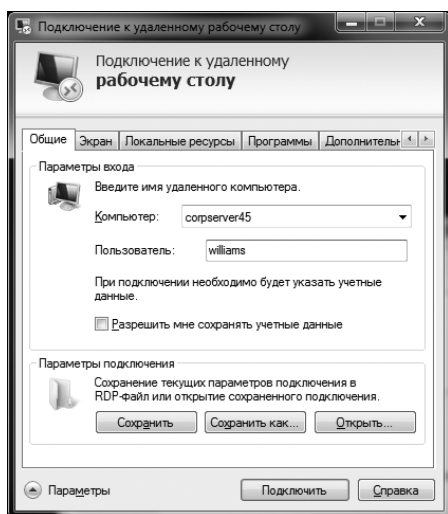 Подключение к удаленному рабочему столу
Подключение к удаленному
рабочему столу
Общие Экран Локальные ресурсы Программы Дополнитель
Параметры входа
Введите имя удаленного компьютера.
Компьютер: corpserver45
Пользователь: williams
При подключении необходимо будет указать учетные
данные.
Разрешить мне сохранять учетные данные
Параметры подключения
Сохранение текущих параметров подключения в
RDP-файл или открытие сохраненного подключения.
Сохранить Сохранить как... Открыть...
Параметры Подключить Справка